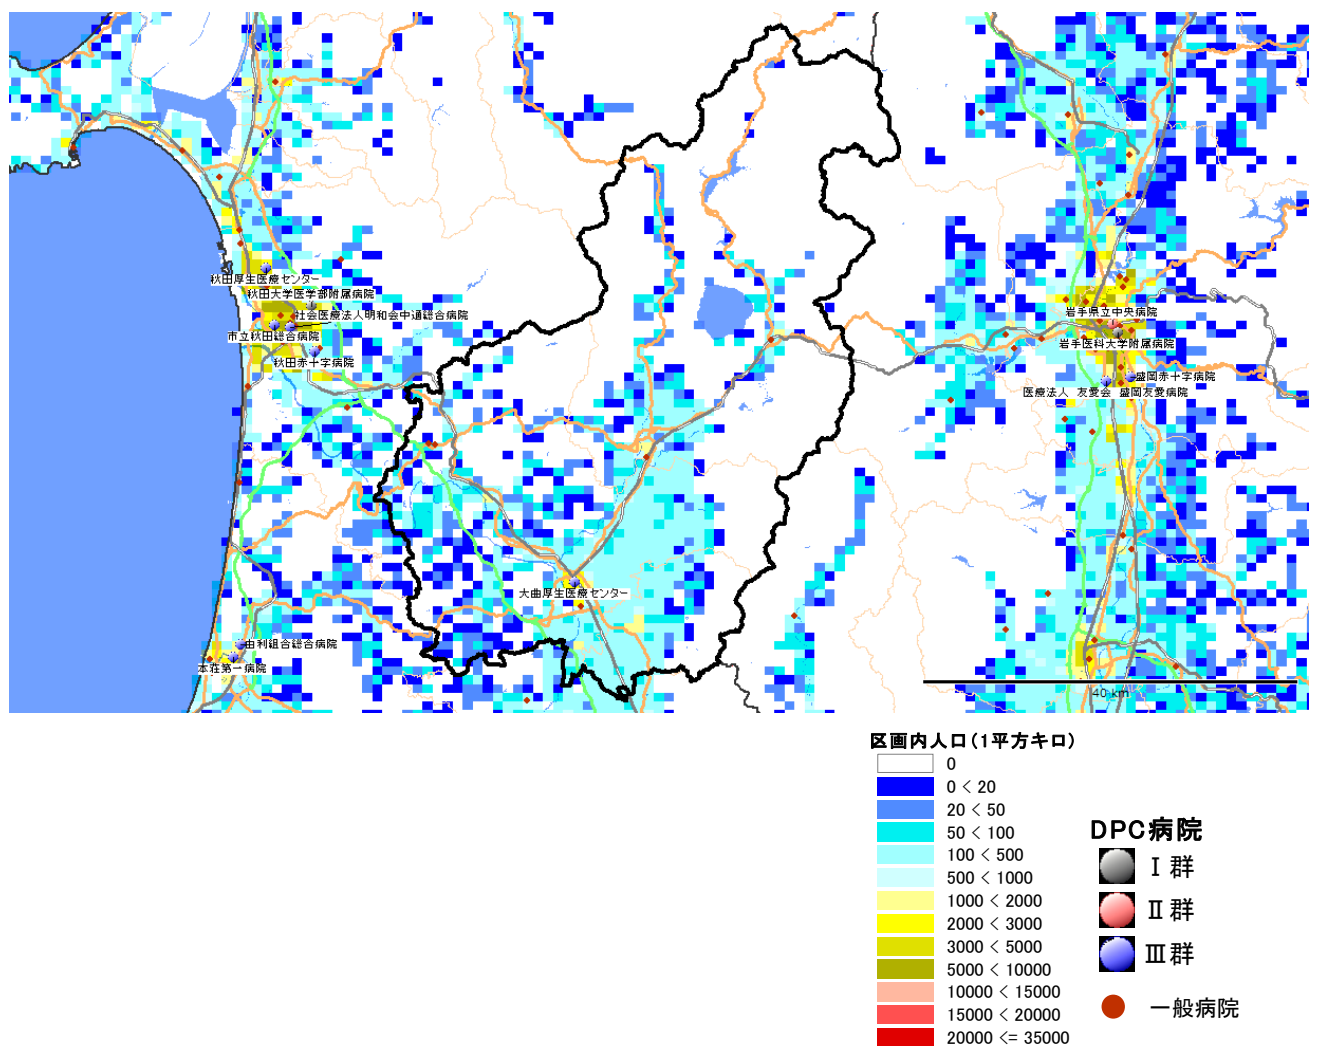 秋田厚生医療センター
秋田大学医学部附属病院
社会医療法人明和会中通総合病院
市立秋田総合病院
秋田赤十字病院
岩手県立中央病院
岩手医科大学附属病院
盛岡赤十字病院
医療法人 友愛会 盛岡友愛病院
大曲厚生医療センター
由利組合総合病院
本荘第一病院
40 km
区画内人口(1平方キロ)
0
0 < 20
20 < 50
50 < 100
100 < 500
500 < 1000
1000 < 2000
2000 < 3000
3000 < 5000
5000 < 10000
10000 < 15000
15000 < 20000
20000 <= 35000
DPC病院
Ⅰ群
Ⅱ群
Ⅲ群
一般病院